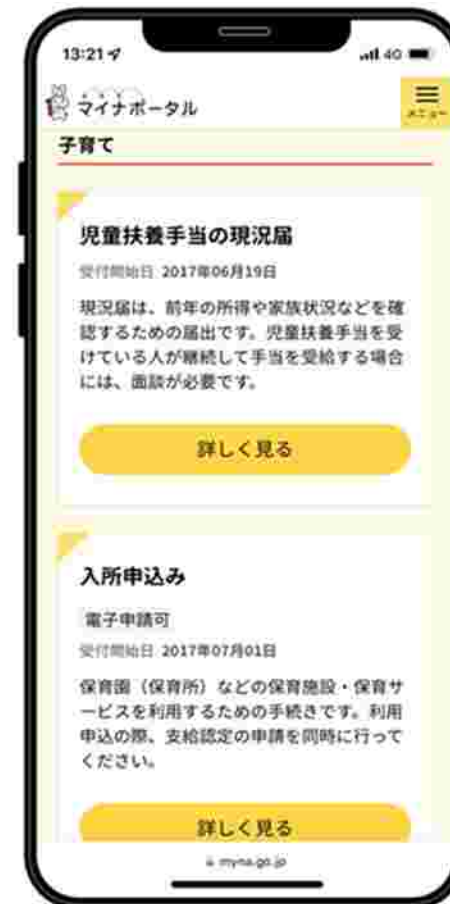 13:21
4G
マイナポータル
メニュー
子育て
児童扶養手当の現況届
受付開始日 2017年06月19日
現況届は、前年の所得や家族状況などを確
認するための届出です。児童扶養手当を受
けている人が継続して手当を受給する場合
には、面談が必要です。
詳しく見る
入所申込み
電子申請可
受付開始日 2017年07月01日
保育園（保育所）などの保育施設・保育サ
ービスを利用するための手続きです。利用
申込の際、支給認定の申請を同時に行って
ください。
詳しく見る
myna.go.jp